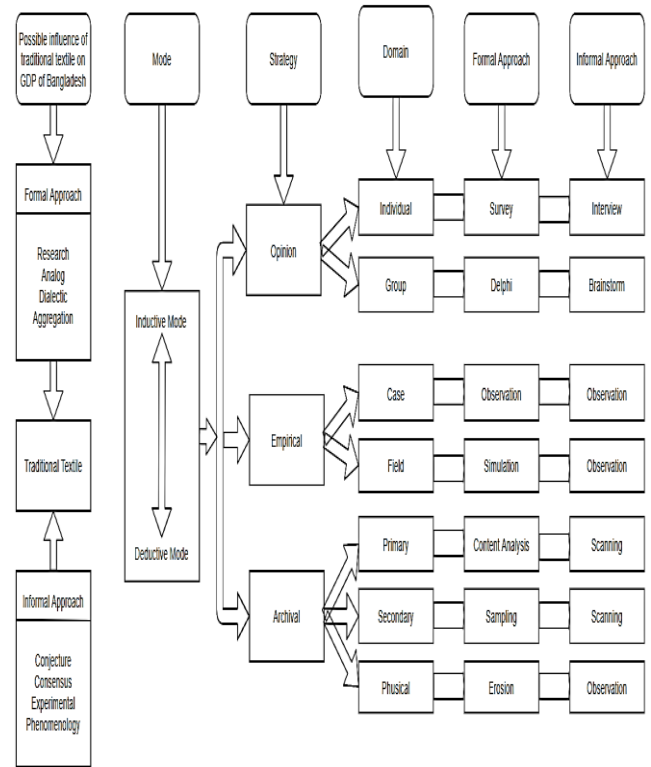 Possible influence of
traditional textile on
GDP of Bangladesh
Mode
Strategy
Domain
Formal Approach
Informal Approach
Formal Approach
Research
Analog
Dialectic
Aggregation
Traditional Textile
Informal Approach
Conjecture
Consensus
Experimental
Phenomenology
Inductive Mode
Deductive Mode
Opinion
Empirical
Archival
Individual
Survey
Interview
Group
Delphi
Brainstorm
Case
Observation
Observation
Field
Simulation
Observation
Primary
Content Analysis
Scanning
Secondary
Sampling
Scanning
Phusical
Erosion
Observation